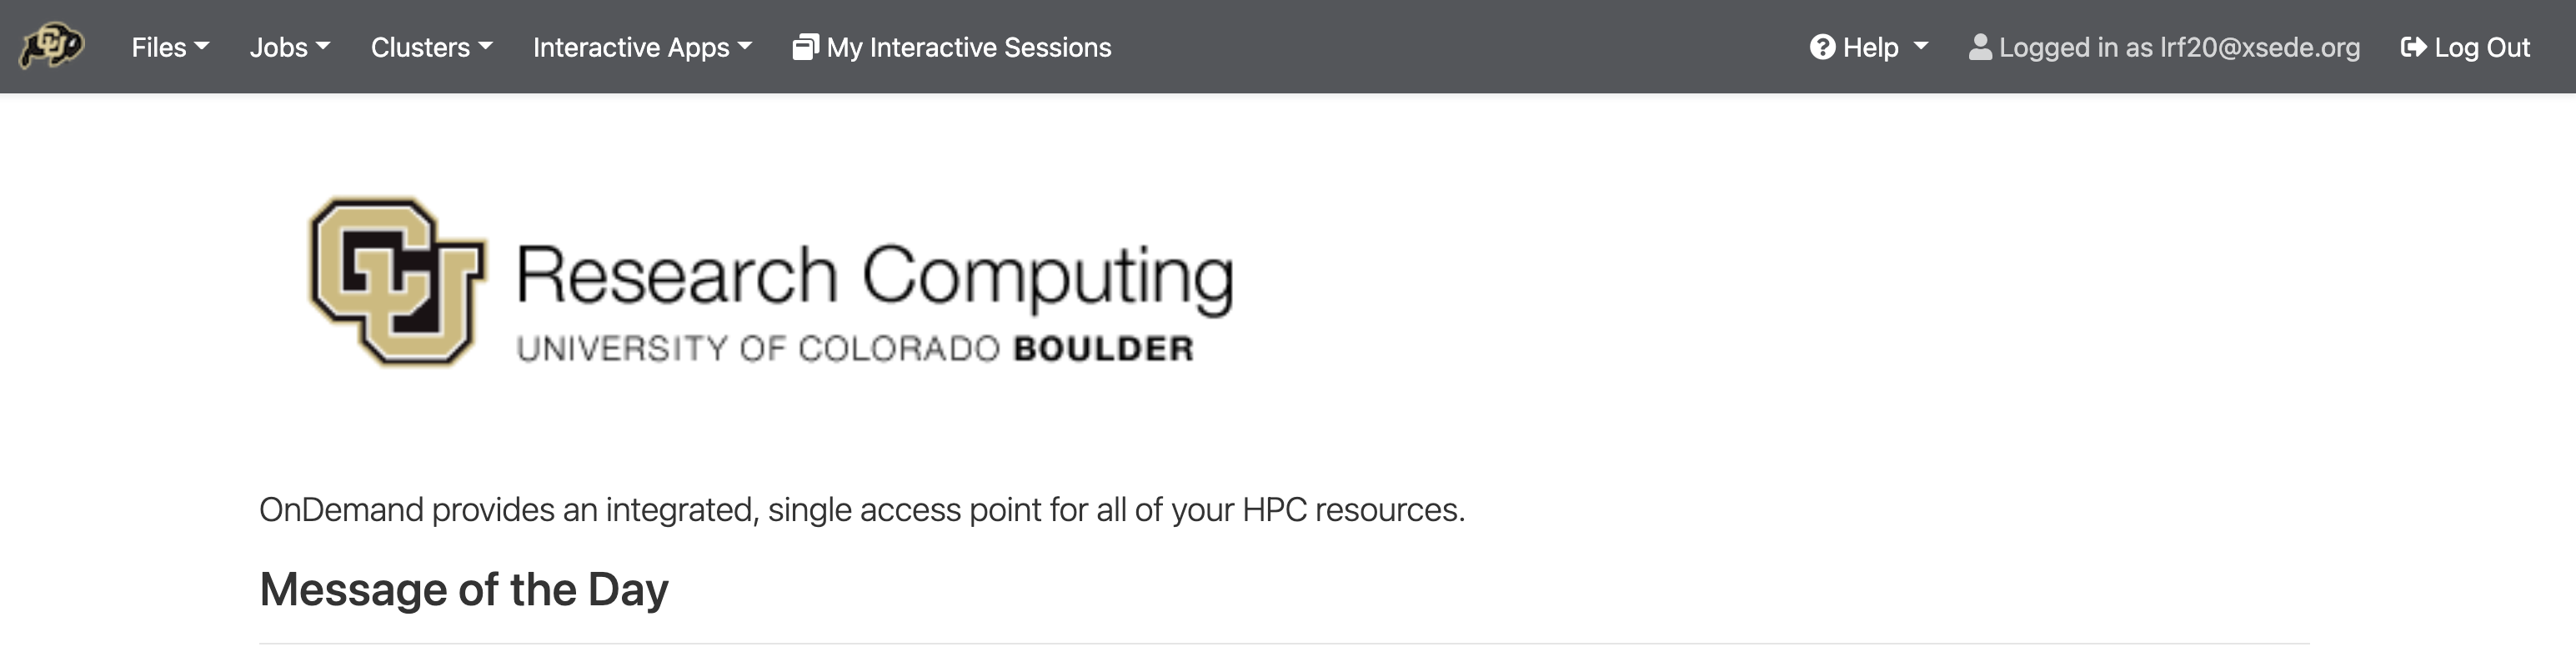 Files Jobs Clusters Interactive Apps My Interactive Sessions Help Logged in as lrf20@xsede.org Log Out
CU Research Computing
UNIVERSITY OF COLORADO BOULDER
OnDemand provides an integrated, single access point for all of your HPC resources.
Message of the Day